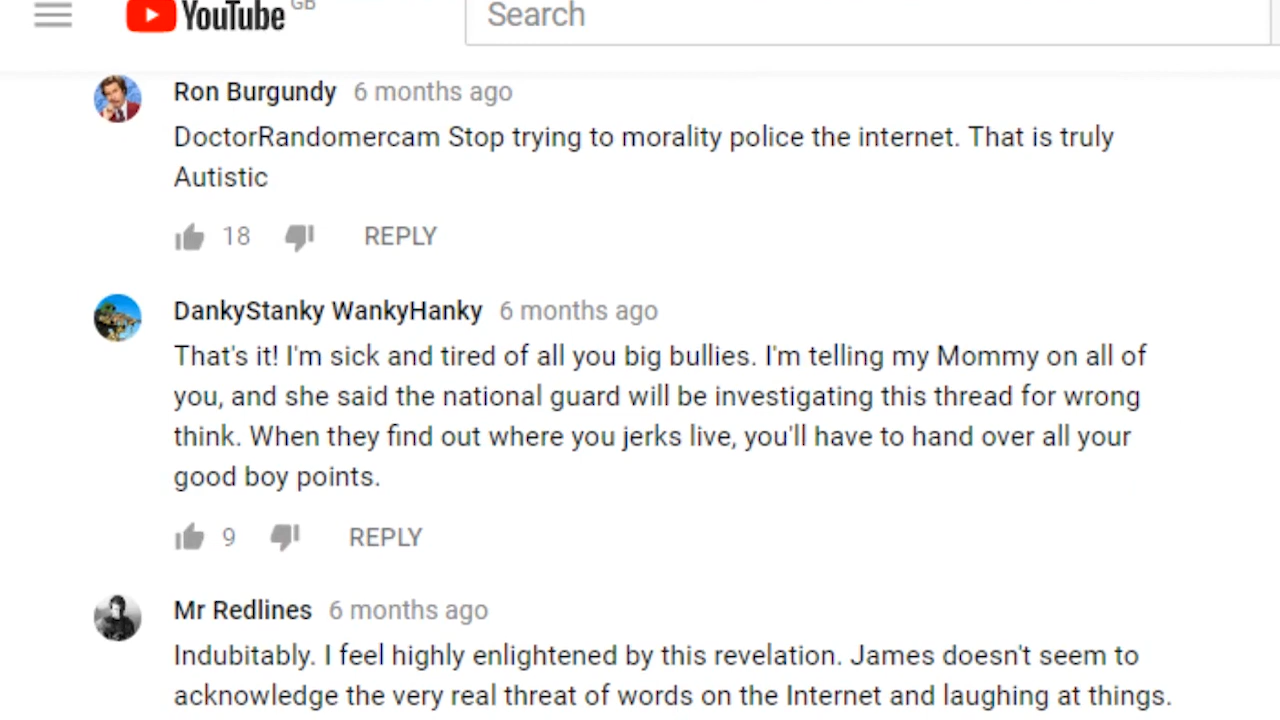 YouTube GB
Search
Ron Burgundy 6 months ago
DoctorRandomercam Stop trying to morality police the internet. That is truly
Autistic
18 REPLY
DankyStanky WankyHanky 6 months ago
That's it! I'm sick and tired of all you big bullies. I'm telling my Mommy on all of
you, and she said the national guard will be investigating this thread for wrong
think. When they find out where you jerks live, you'll have to hand over all your
good boy points.
9 REPLY
Mr Redlines 6 months ago
Indubitably. I feel highly enlightened by this revelation. James doesn't seem to
acknowledge the very real threat of words on the Internet and laughing at things.